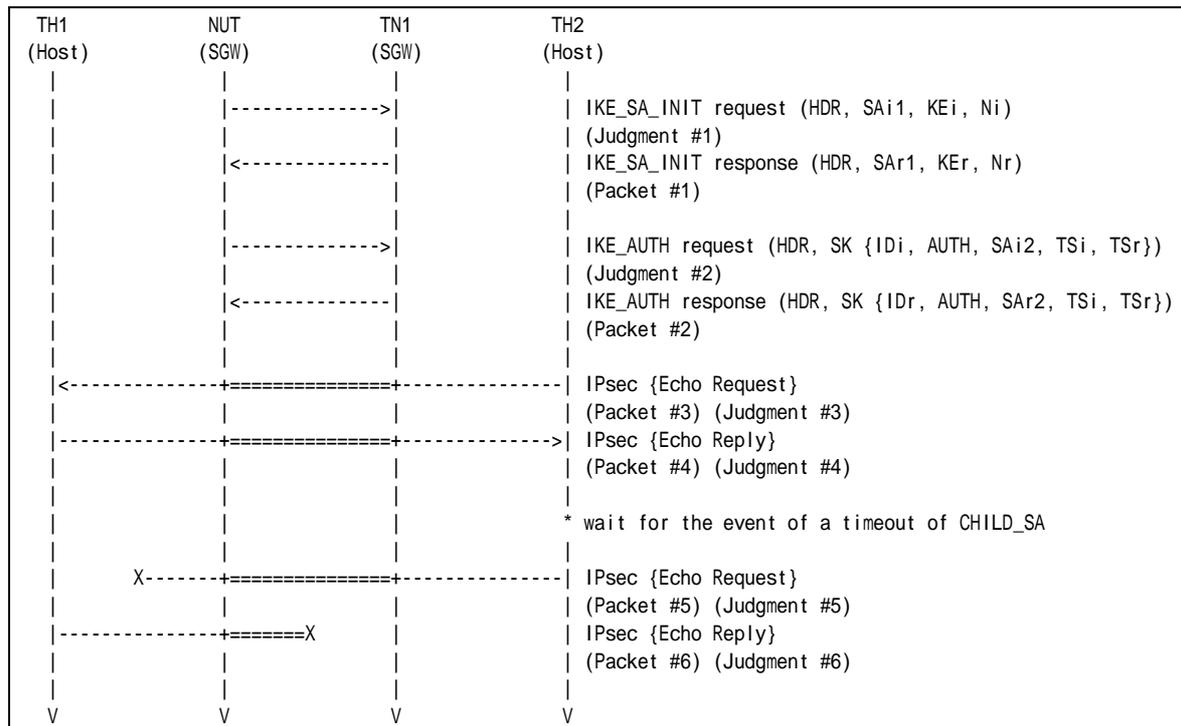 TH1 NUT TN1 TH2
(Host) (SGW) (SGW) (Host)
| | | |
| |-------------->| | IKE_SA_INIT request (HDR, SAi1, KEi, Ni)
| | | | (Judgment #1)
| |<--------------| | IKE_SA_INIT response (HDR, SAr1, KEr, Nr)
| | | | (Packet #1)
| | | |
| |-------------->| | IKE_AUTH request (HDR, SK {IDi, AUTH, SAi2, TSi, TSr})
| | | | (Judgment #2)
| |<--------------| | IKE_AUTH response (HDR, SK {IDr, AUTH, SAr2, TSi, TSr})
| | | | (Packet #2)
| | | |
|<--------------+===============+--------------| IPsec {Echo Request}
| | | | (Packet #3) (Judgment #3)
|---------------+===============+-------------->| IPsec {Echo Reply}
| | | | (Packet #4) (Judgment #4)
| | | |
| | | * wait for the event of a timeout of CHILD_SA
| | | |
| X-------+===============+---------------| IPsec {Echo Request}
| | | | (Packet #5) (Judgment #5)
|---------------+=======X | | IPsec {Echo Reply}
| | | | (Packet #6) (Judgment #6)
| | | |
V V V V